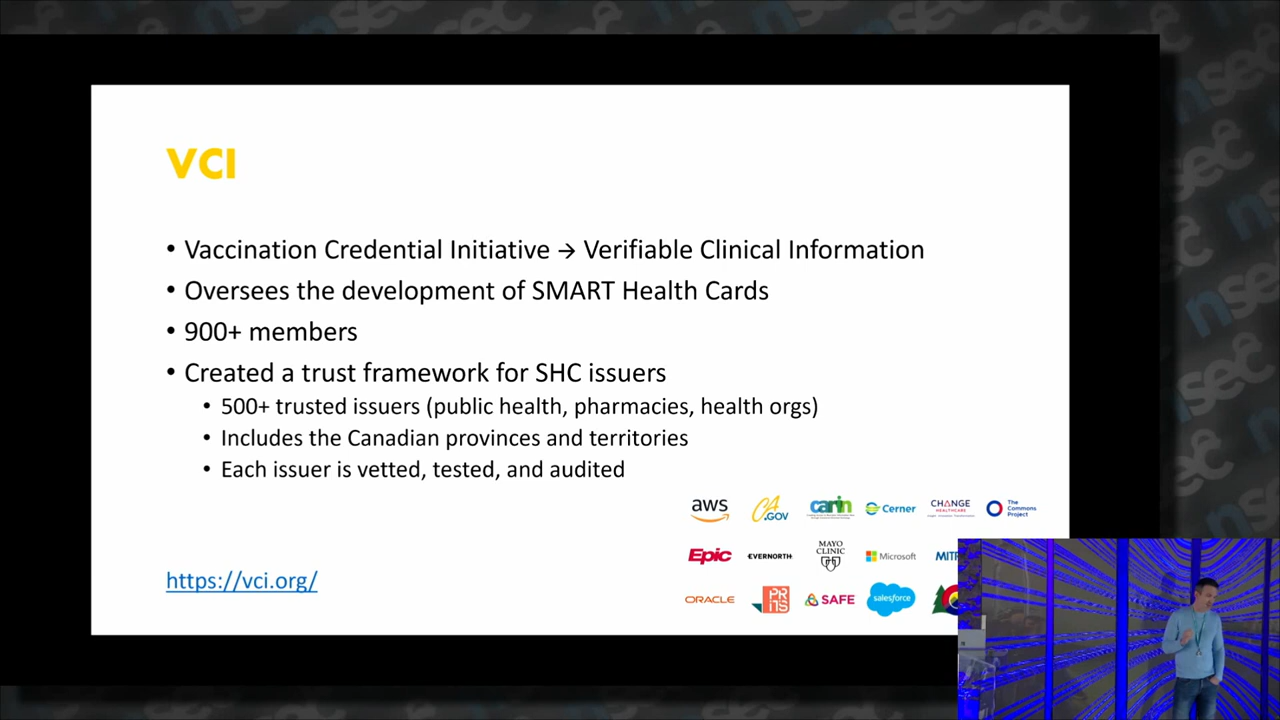 VCI
• Vaccination Credential Initiative → Verifiable Clinical Information
• Oversees the development of SMART Health Cards
• 900+ members
• Created a trust framework for SHC issuers
• 500+ trusted issuers (public health, pharmacies, health orgs)
• Includes the Canadian provinces and territories
• Each issuer is vetted, tested, and audited
aws
CA.GOV
carin
Cerner
CHANGE
HEALTHCARE
The
Commons
Project
Epic
EVERNORTH
MAYO
CLINIC
Microsoft
MITR
https://vci.org/
ORACLE
SAFE
salesforce
nsec